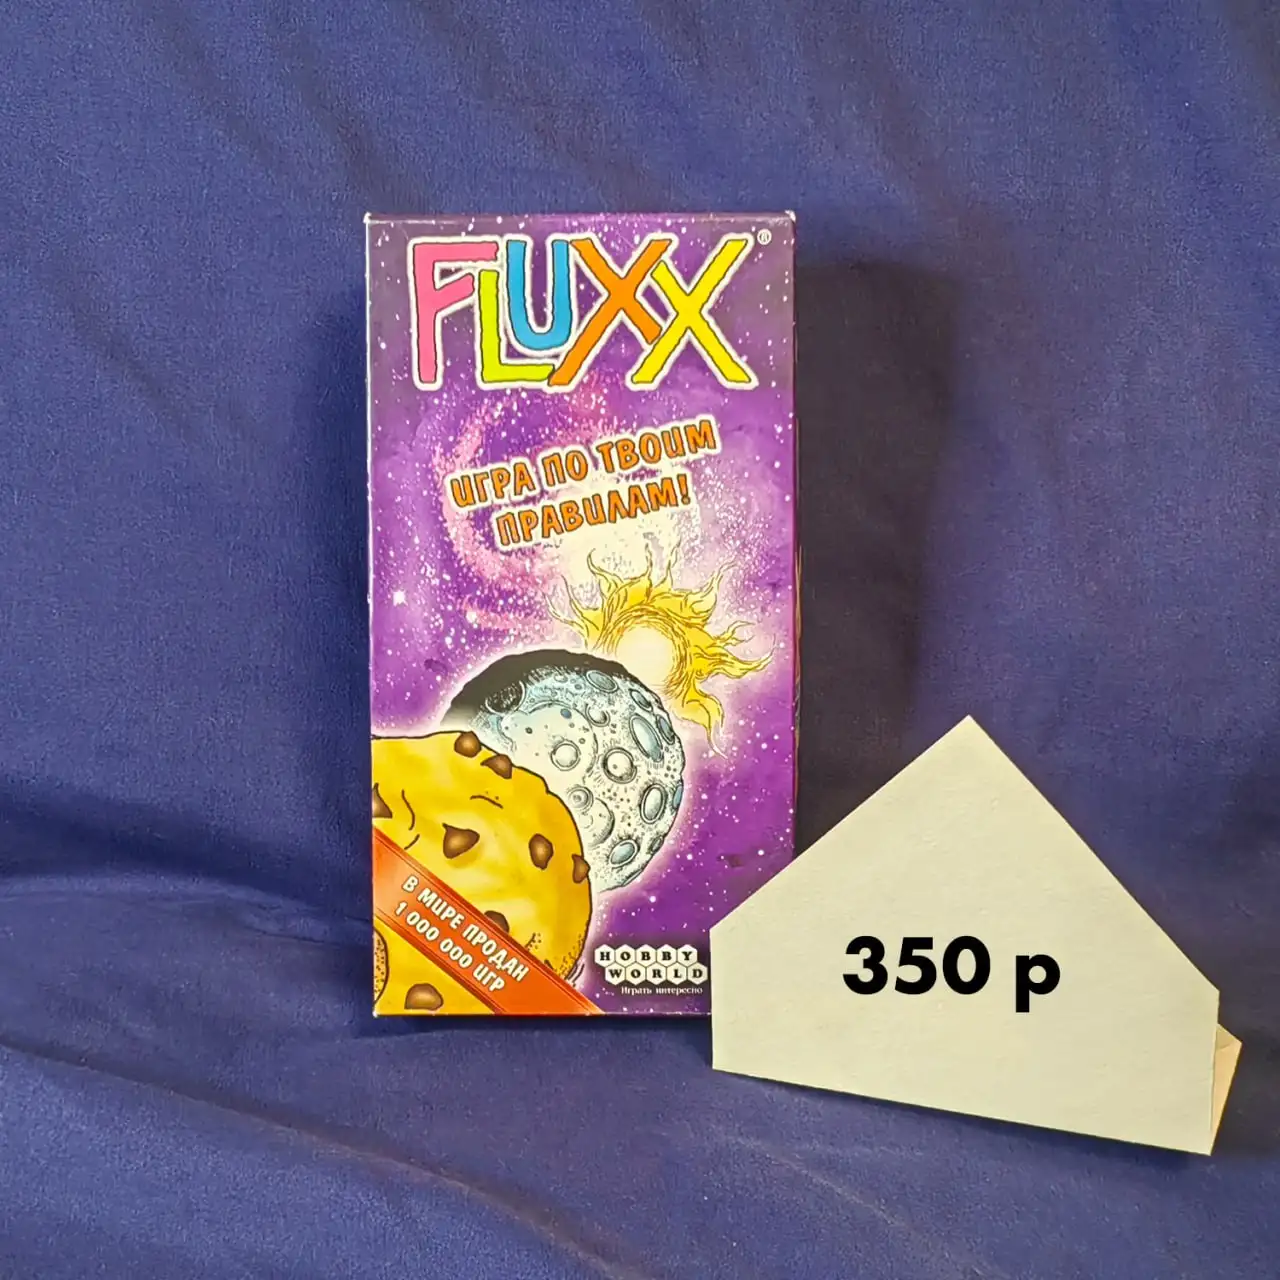 FLUXX®
ИГРА ПО ТВОИМ
ПРАВИЛАМ!
В МИРЕ ПРОДАН
1 000 000 ИГР
HOBBY
WORLD
Играть интересно
350 р